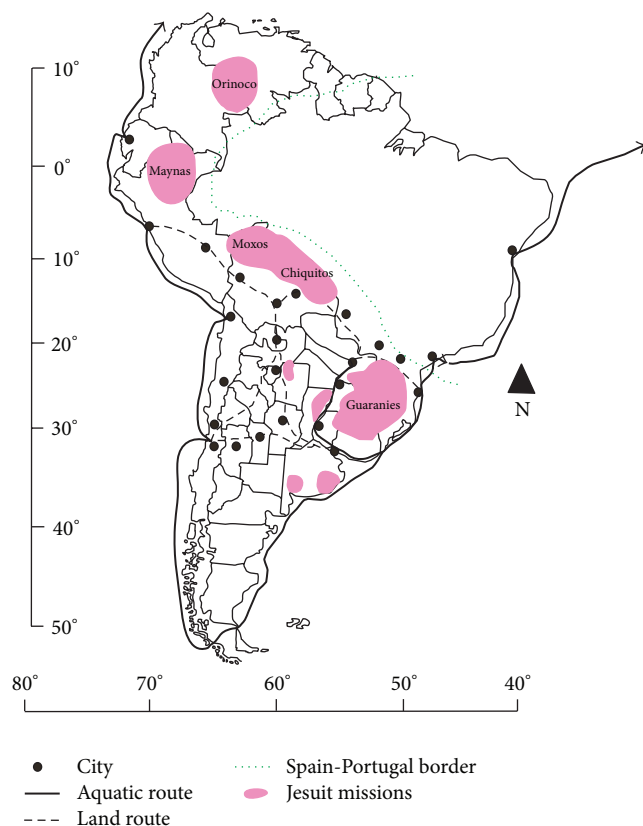 10°
0°
10°
20°
30°
40°
50°
Orinoco
Maynas
Moxos
Chiquitos
Guaranies
N
80° 70° 60° 50° 40°
City
Aquatic route
Land route
Spain-Portugal border
Jesuit missions